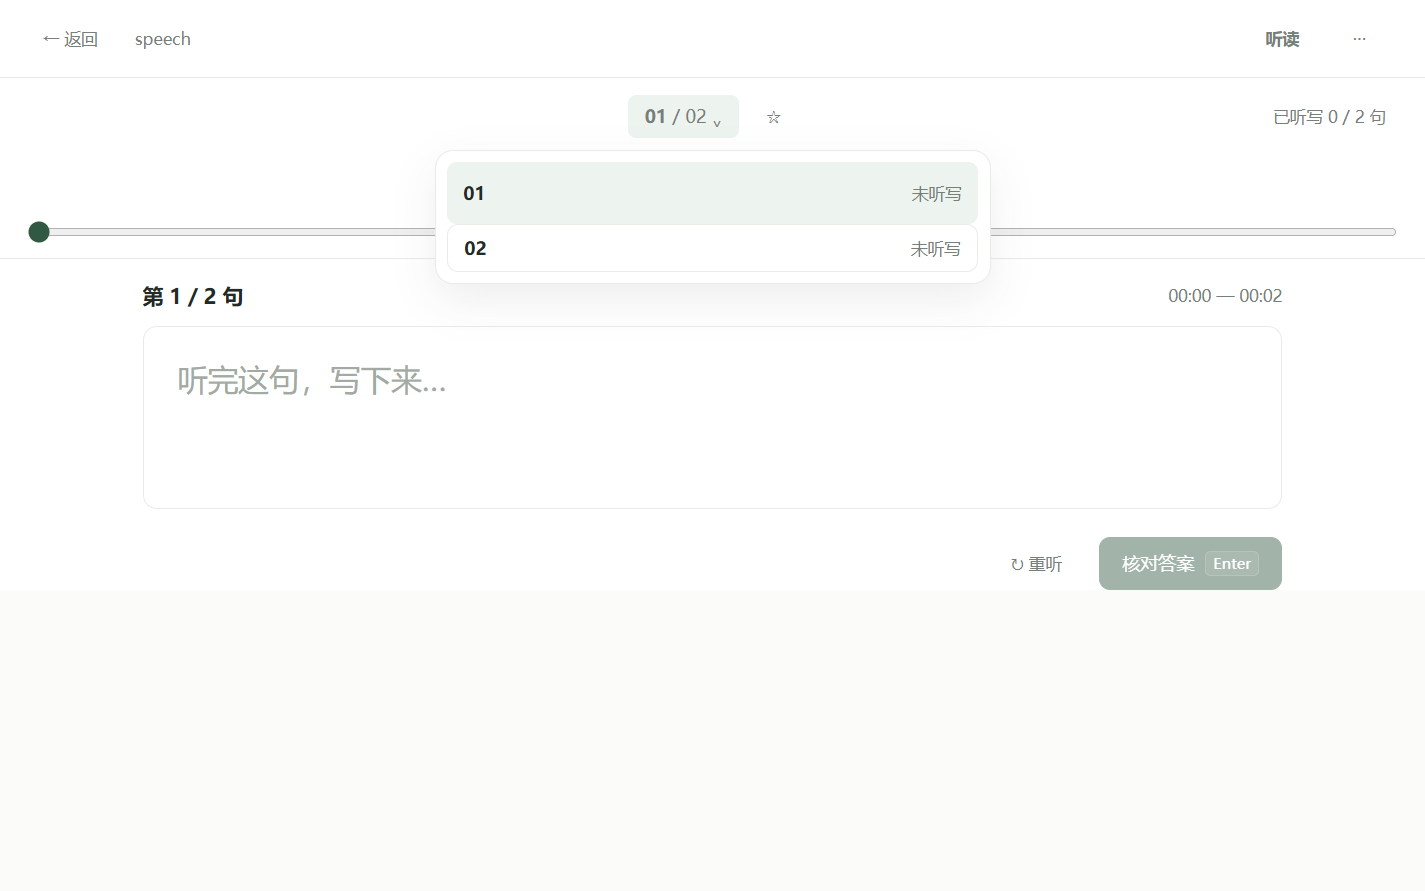 ← 返回 speech 听读 ···
01 / 02 ˅ ☆ 已听写 0 / 2 句
01 未听写
02 未听写
第 1 / 2 句 00:00 — 00:02
听完这句，写下来...
↻ 重听 核对答案 Enter